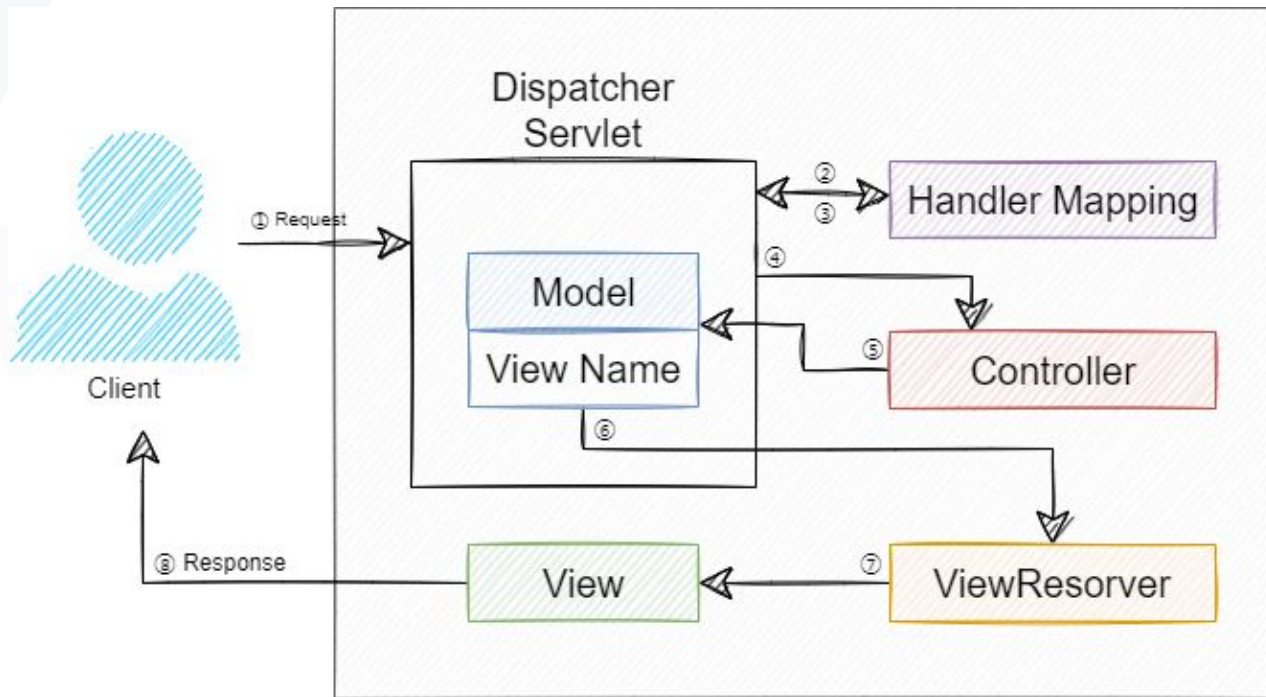 Dispatcher
Servlet
① Request
②
③
Handler Mapping
④
Model
View Name
⑤
Controller
Client
⑥
⑧ Response
View
⑦
ViewResorver